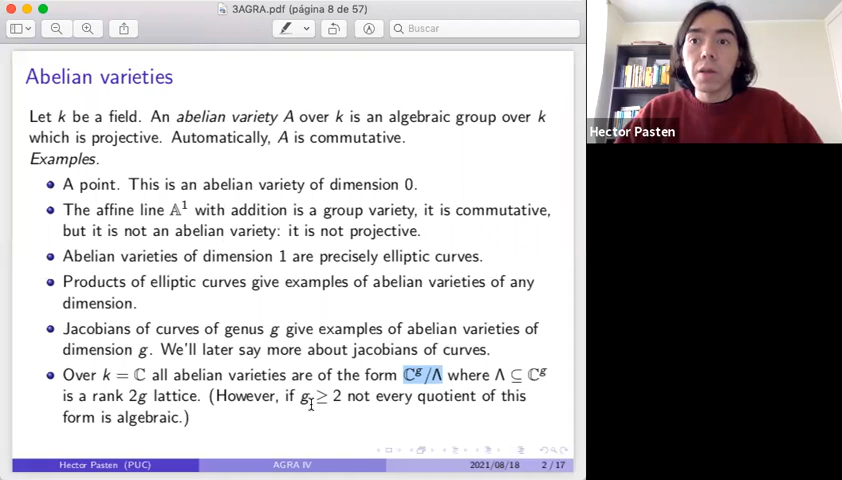 3AGRA.pdf (página 8 de 57)
Buscar
Abelian varieties
Let k be a field. An abelian variety A over k is an algebraic group over k
which is projective. Automatically, A is commutative.
Examples.
A point. This is an abelian variety of dimension 0.
The affine line 𝔸¹ with addition is a group variety, it is commutative,
but it is not an abelian variety: it is not projective.
Abelian varieties of dimension 1 are precisely elliptic curves.
Products of elliptic curves give examples of abelian varieties of any
dimension.
Jacobians of curves of genus g give examples of abelian varieties of
dimension g. We'll later say more about jacobians of curves.
Over k = ℂ all abelian varieties are of the form ℂᵍ/Λ where Λ ⊆ ℂᵍ
is a rank 2g lattice. (However, if g ≥ 2 not every quotient of this
form is algebraic.)
Hector Pasten (PUC) AGRA IV 2021/08/18 2 / 17
Hector Pasten